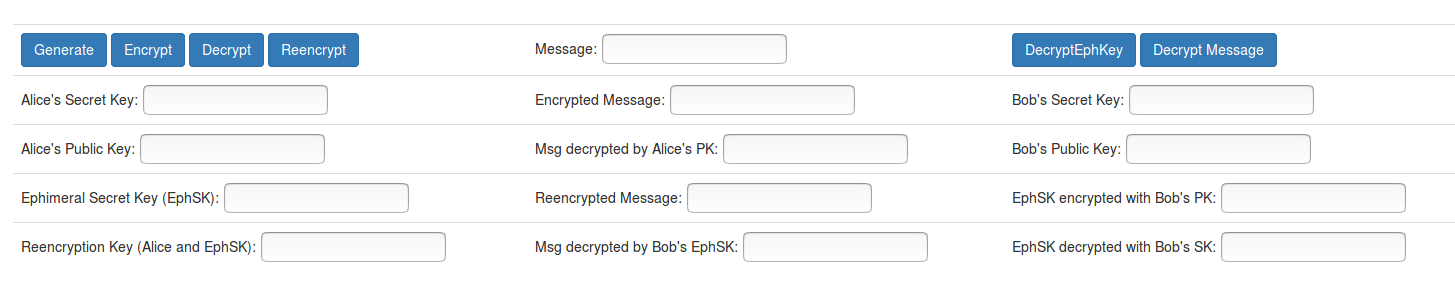 Generate Encrypt Decrypt Reencrypt Message: DecryptEphKey Decrypt Message
Alice's Secret Key: Encrypted Message: Bob's Secret Key:
Alice's Public Key: Msg decrypted by Alice's PK: Bob's Public Key:
Ephimeral Secret Key (EphSK): Reencrypted Message: EphSK encrypted with Bob's PK:
Reencryption Key (Alice and EphSK): Msg decrypted by Bob's EphSK: EphSK decrypted with Bob's SK: